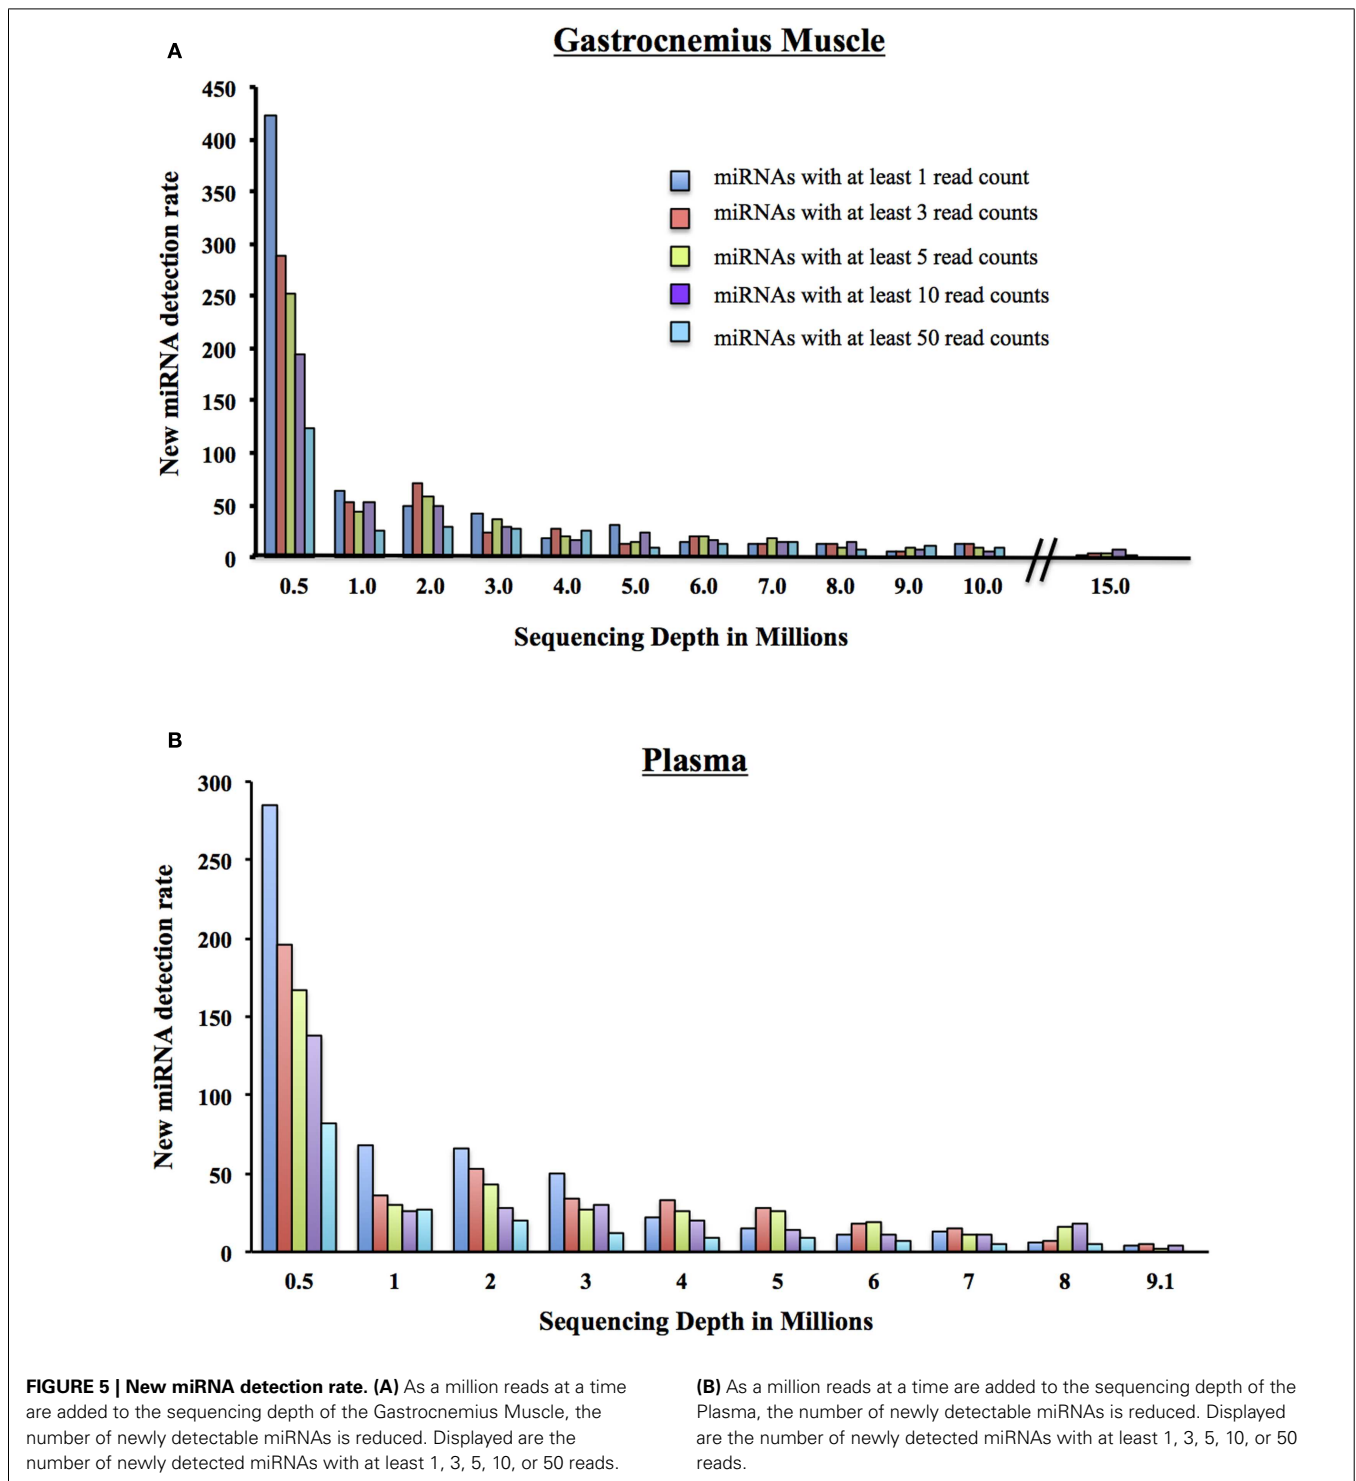 A
Gastrocnemius Muscle
450
400
350
300
250
200
150
100
50
0
New miRNA detection rate
miRNAs with at least 1 read count
miRNAs with at least 3 read counts
miRNAs with at least 5 read counts
miRNAs with at least 10 read counts
miRNAs with at least 50 read counts
0.5 1.0 2.0 3.0 4.0 5.0 6.0 7.0 8.0 9.0 10.0 15.0
Sequencing Depth in Millions
B
Plasma
300
250
200
150
100
50
0
New miRNA detection rate
0.5 1 2 3 4 5 6 7 8 9.1
Sequencing Depth in Millions
FIGURE 5 | New miRNA detection rate. (A) As a million reads at a time
are added to the sequencing depth of the Gastrocnemius Muscle, the
number of newly detectable miRNAs is reduced. Displayed are the
number of newly detected miRNAs with at least 1, 3, 5, 10, or 50 reads.
(B) As a million reads at a time are added to the sequencing depth of the
Plasma, the number of newly detectable miRNAs is reduced. Displayed
are the number of newly detected miRNAs with at least 1, 3, 5, 10, or 50
reads.